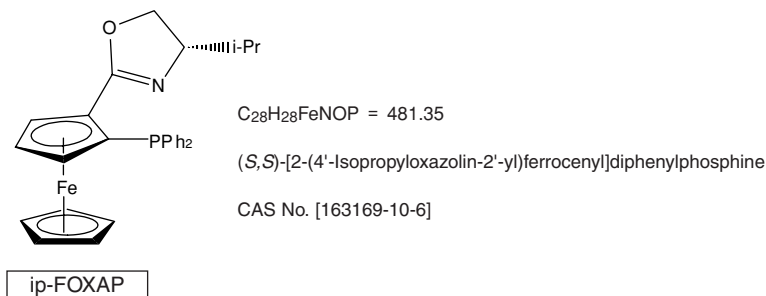 O
i-Pr
N
C28H28FeNOP = 481.35
PPh2
(S,S)-[2-(4'-Isopropyloxazolin-2'-yl)ferrocenyl]diphenylphosphine
Fe
CAS No. [163169-10-6]
ip-FOXAP